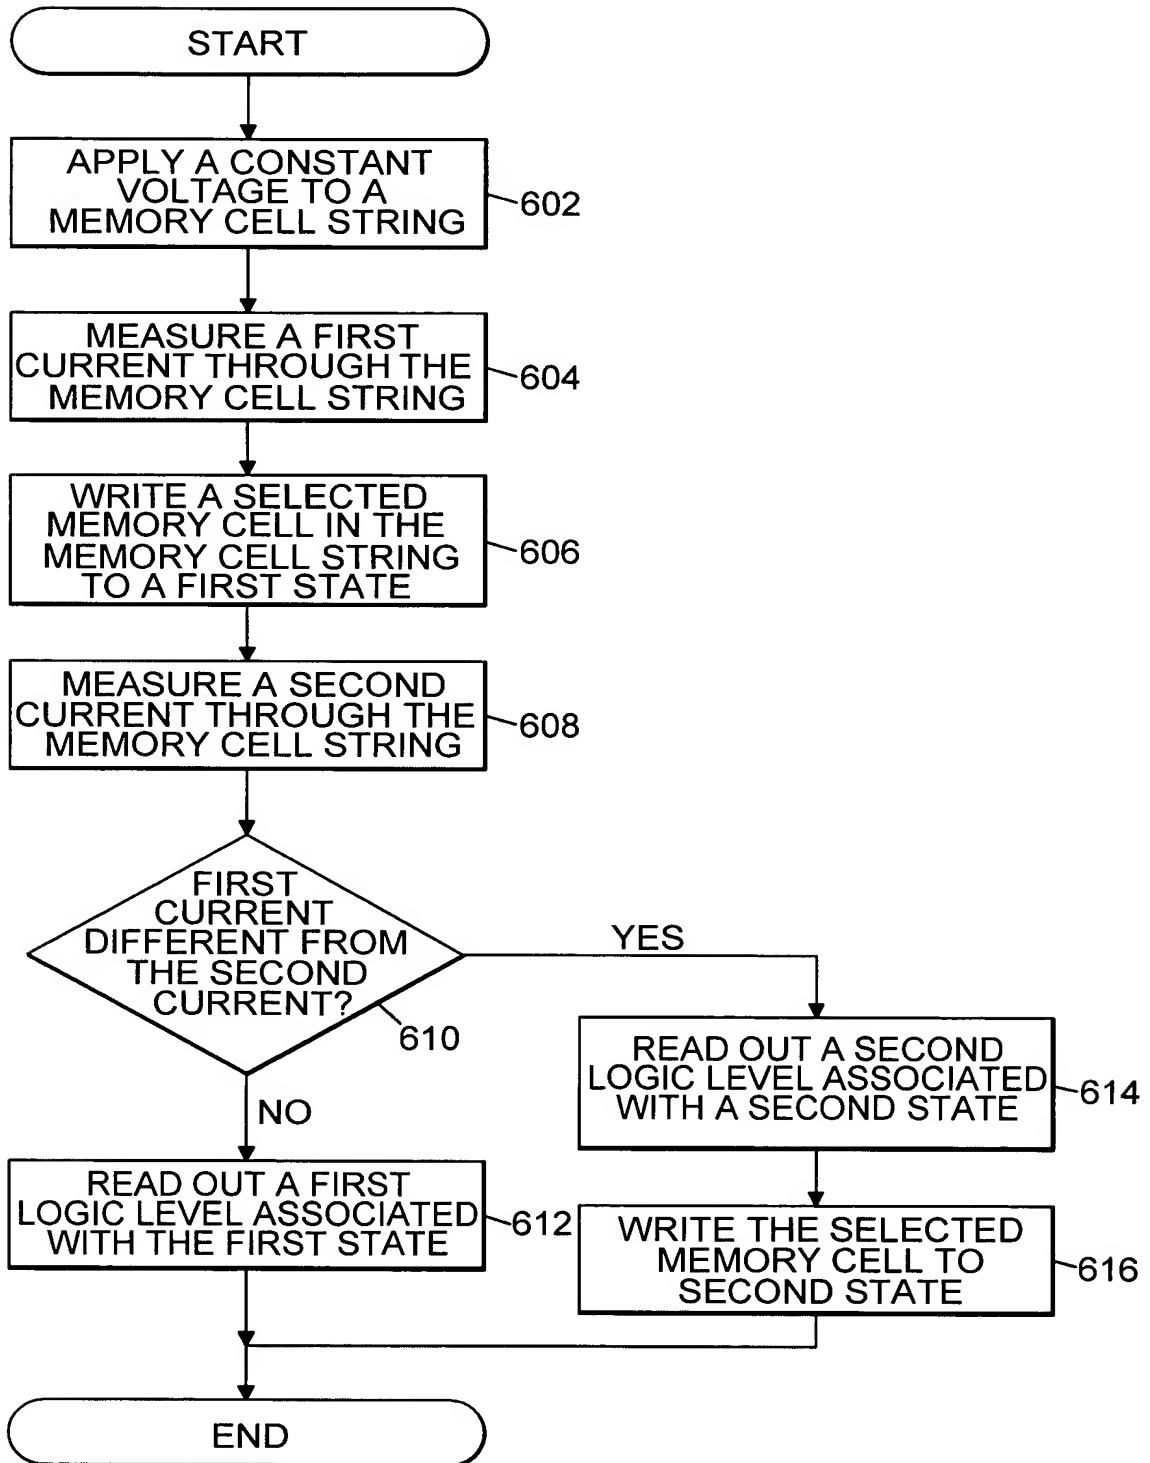 START
APPLY A CONSTANT
VOLTAGE TO A
MEMORY CELL STRING
602
MEASURE A FIRST
CURRENT THROUGH THE
MEMORY CELL STRING
604
WRITE A SELECTED
MEMORY CELL IN THE
MEMORY CELL STRING
TO A FIRST STATE
606
MEASURE A SECOND
CURRENT THROUGH THE
MEMORY CELL STRING
608
FIRST
CURRENT
DIFFERENT FROM
THE SECOND
CURRENT?
610
YES
NO
READ OUT A SECOND
LOGIC LEVEL ASSOCIATED
WITH A SECOND STATE
614
READ OUT A FIRST
LOGIC LEVEL ASSOCIATED
WITH THE FIRST STATE
612
WRITE THE SELECTED
MEMORY CELL TO
SECOND STATE
616
END